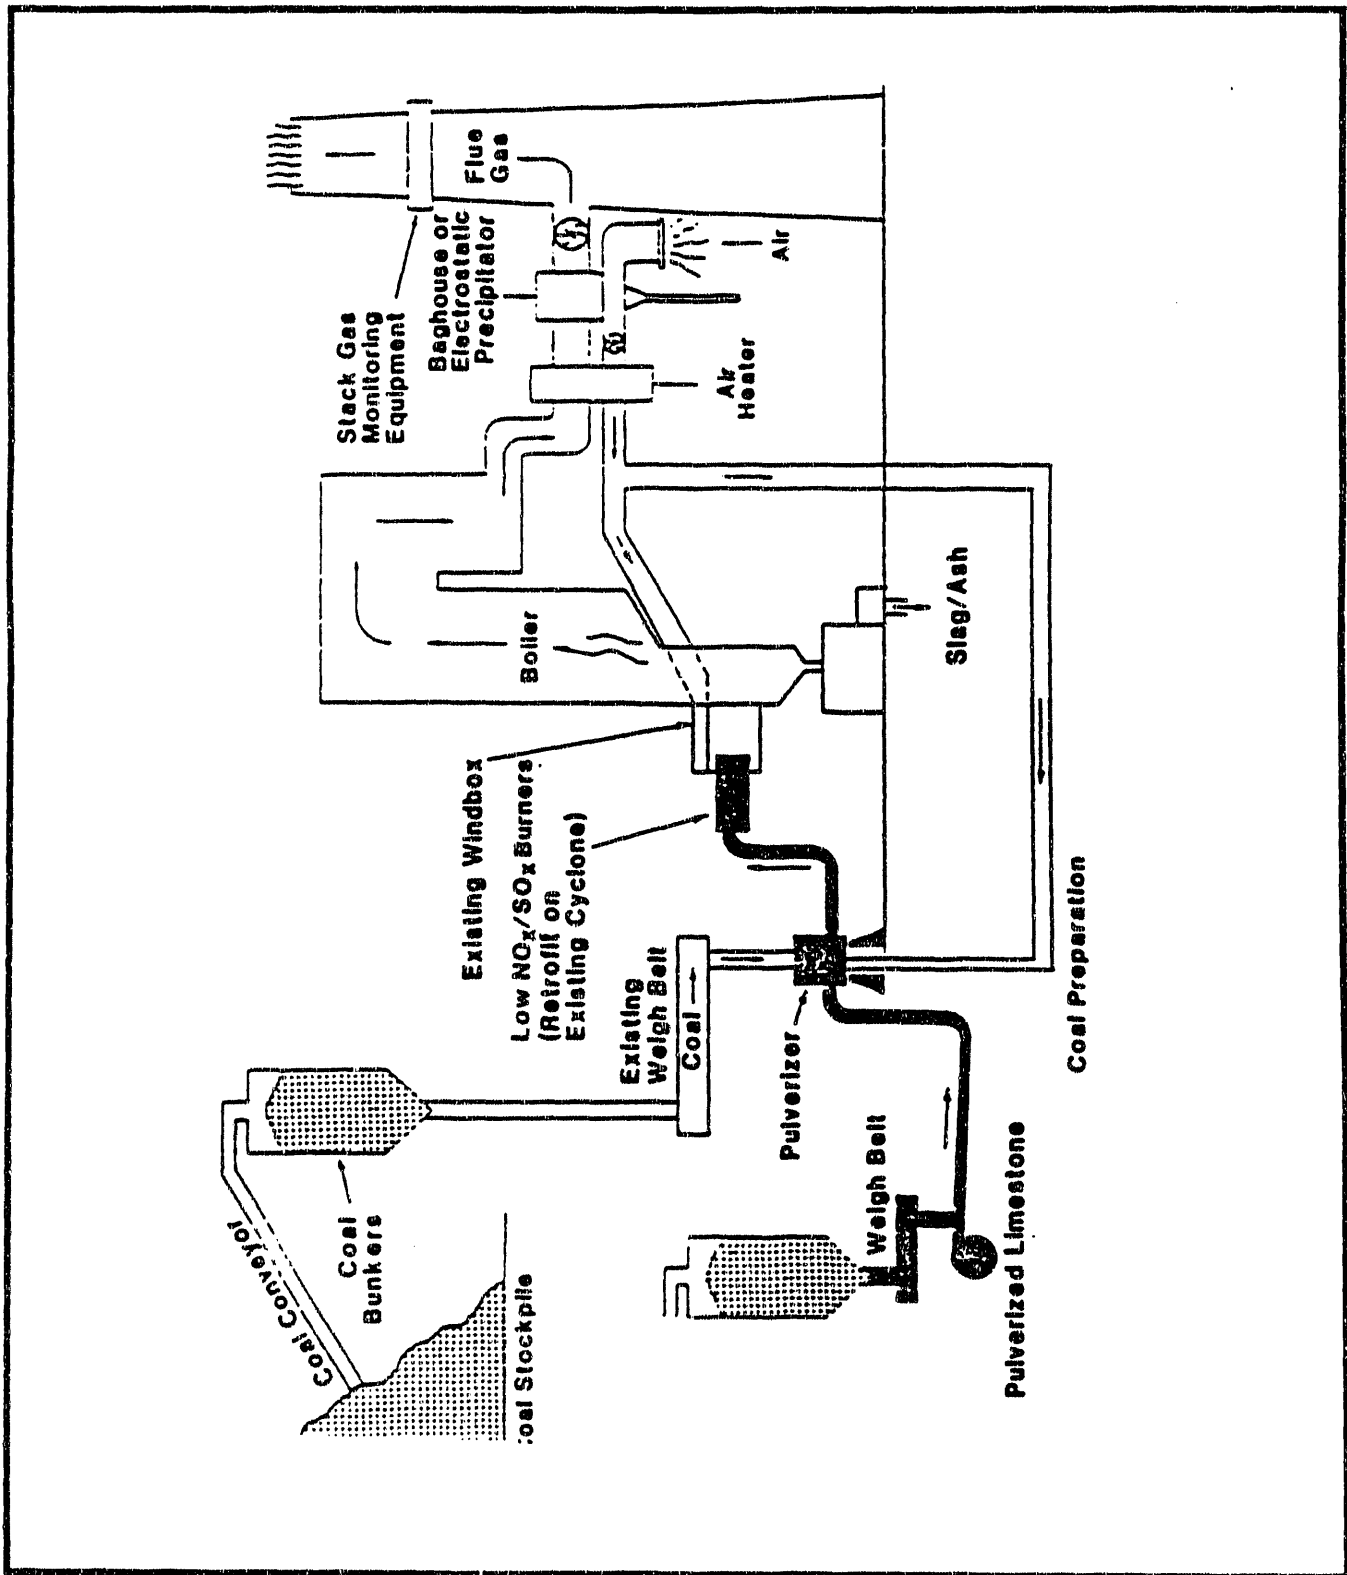 Coal Conveyor
Coal
Bunkers
:oal Stockpile
Existing Windbox
Low NOX/SOX Burners
(Retrofit on
Existing Cyclone)
Existing
Weigh Belt
Coal
Pulverizer
Weigh Belt
Pulverized Limestone
Coal Preparation
Boiler
Slag/Ash
Stack Gas
Monitoring
Equipment
Baghouse or
Electrostatic
Precipitator
Flue
Gas
Air
Air
Heater